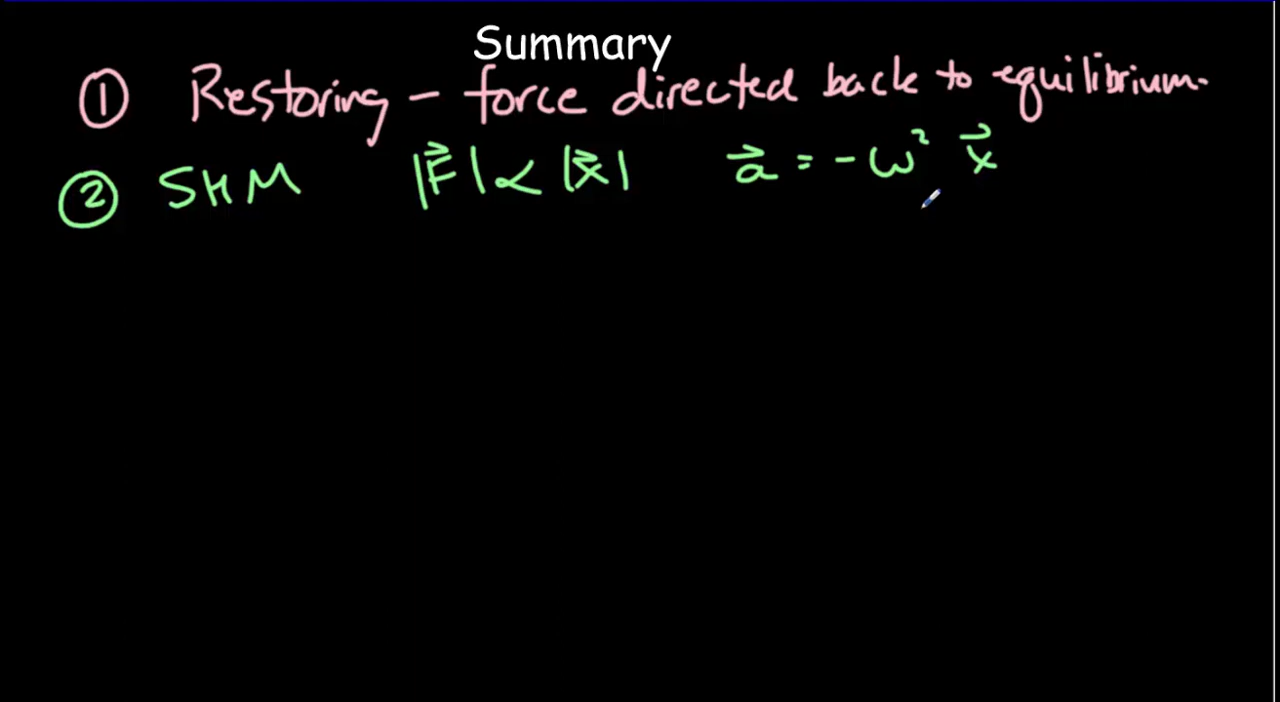 Summary
① Restoring – force directed back to equilibrium.
② SHM |F⃗| ∝ |x⃗| a⃗ = -ω² x⃗